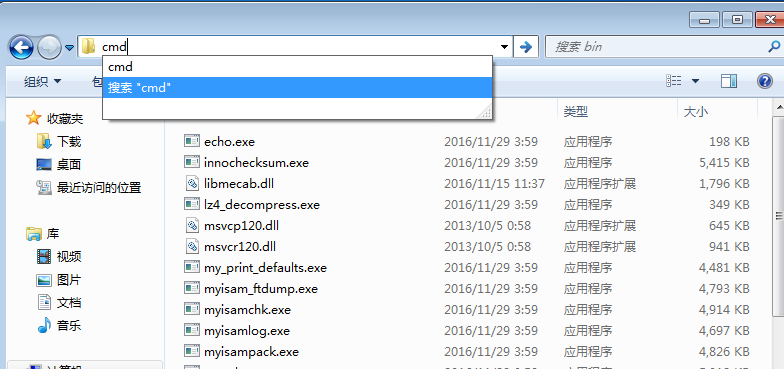 cmd
搜索 bin
cmd
搜索 "cmd"
组织
类型
大小
收藏夹
下载
桌面
最近访问的位置
库
视频
图片
文档
音乐
echo.exe 2016/11/29 3:59 应用程序 198 KB
innochecksum.exe 2016/11/29 3:59 应用程序 5,415 KB
libmecab.dll 2016/11/15 11:37 应用程序扩展 1,796 KB
lz4_decompress.exe 2016/11/29 3:59 应用程序 349 KB
msvcp120.dll 2013/10/5 0:58 应用程序扩展 645 KB
msvcr120.dll 2013/10/5 0:58 应用程序扩展 941 KB
my_print_defaults.exe 2016/11/29 3:59 应用程序 4,481 KB
myisam_ftdump.exe 2016/11/29 3:59 应用程序 4,793 KB
myisamchk.exe 2016/11/29 3:59 应用程序 4,914 KB
myisamlog.exe 2016/11/29 3:59 应用程序 4,697 KB
myisampack.exe 2016/11/29 3:59 应用程序 4,826 KB